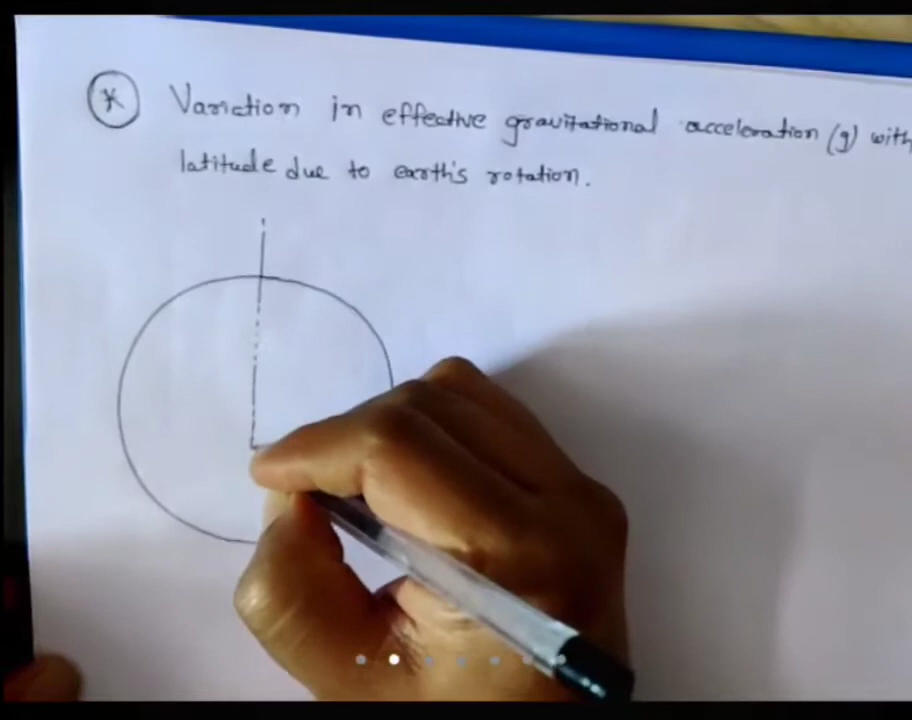 * Variation in effective gravitational acceleration (g) with
latitude due to earth's rotation.